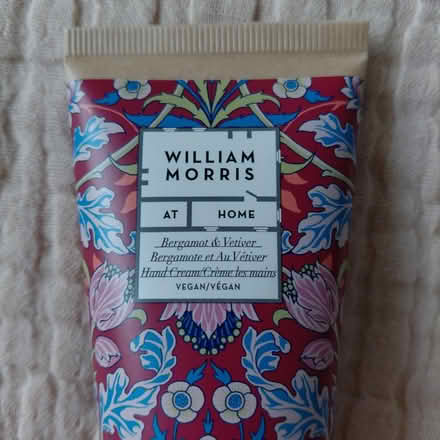 WILLIAM
MORRIS
AT HOME
Bergamot & Vetiver
Bergamote et Au Vétiver
Hand Cream/Crème les mains
VEGAN/VÉGAN